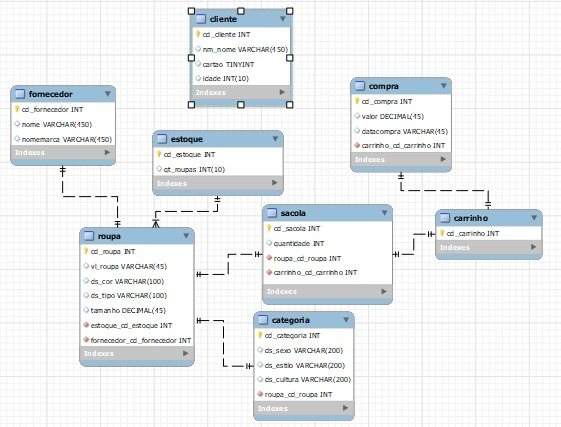 cliente
cd_cliente INT
nm_nome VARCHAR(450)
cartao TINYINT
idade INT(10)
Indexes
fornecedor
cd_fornecedor INT
nome VARCHAR(450)
nomemarca VARCHAR(450)
Indexes
compra
cd_compra INT
valor DECIMAL(45)
datacompra VARCHAR(45)
carrinho_cd_carrinho INT
Indexes
estoque
cd_estoque INT
qt_roupas INT(10)
Indexes
sacola
cd_sacola INT
quantidade INT
roupa_cd_roupa INT
carrinho_cd_carrinho INT
Indexes
carrinho
cd_carrinho INT
Indexes
roupa
cd_roupa INT
vl_roupa VARCHAR(45)
ds_cor VARCHAR(100)
ds_tipo VARCHAR(100)
tamanho DECIMAL(45)
estoque_cd_estoque INT
fornecedor_cd_fornecedor INT
Indexes
categoria
cd_categoria INT
ds_sexo VARCHAR(200)
ds_estilo VARCHAR(200)
ds_cultura VARCHAR(200)
roupa_cd_roupa INT
Indexes